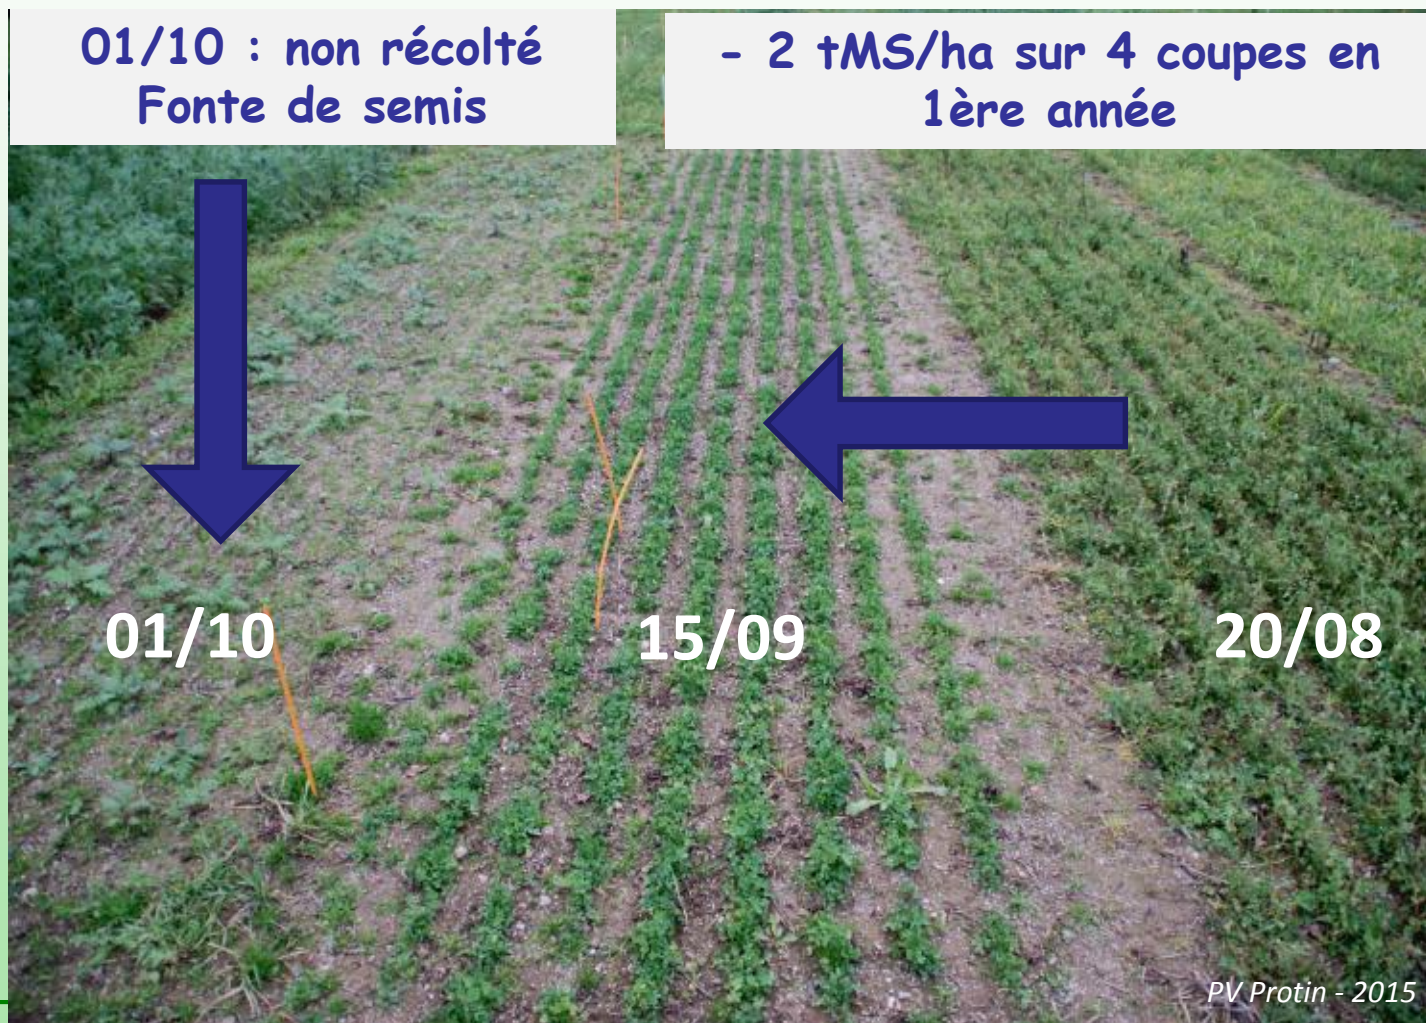 01/10 : non récolté
Fonte de semis
- 2 tMS/ha sur 4 coupes en
1ère année
01/10
15/09
20/08
PV Protin - 2015